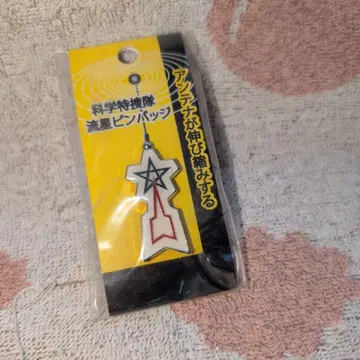 科学特捜隊
流星ピンバッジ
アンテナが伸び縮みする